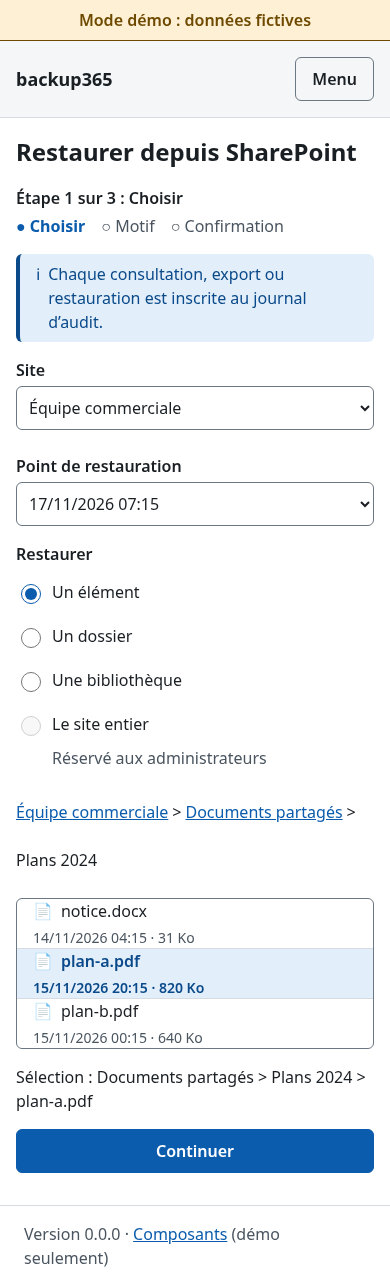 Mode démo : données fictives
backup365
Menu
Restaurer depuis SharePoint
Étape 1 sur 3 : Choisir
● Choisir ○ Motif ○ Confirmation
i Chaque consultation, export ou
restauration est inscrite au journal
d’audit.
Site
Équipe commerciale
Point de restauration
17/11/2026 07:15
Restaurer
Un élément
Un dossier
Une bibliothèque
Le site entier
Réservé aux administrateurs
Équipe commerciale > Documents partagés >
Plans 2024
notice.docx
14/11/2026 04:15 · 31 Ko
plan-a.pdf
15/11/2026 20:15 · 820 Ko
plan-b.pdf
15/11/2026 00:15 · 640 Ko
Sélection : Documents partagés > Plans 2024 >
plan-a.pdf
Continuer
Version 0.0.0 · Composants (démo
seulement)